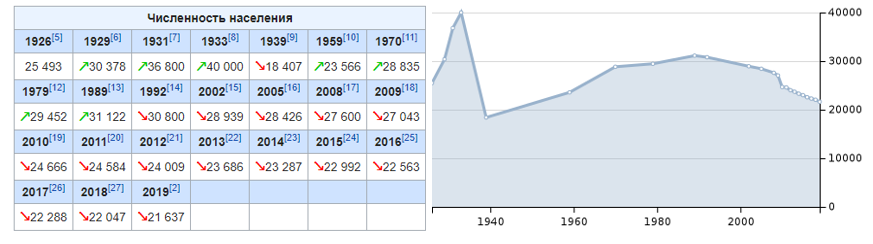 Численность населения
1926[5] 1929[6] 1931[7] 1933[8] 1939[9] 1959[10] 1970[11]
25 493 ↗30 378 ↗36 800 ↗40 000 ↘18 407 ↗23 566 ↗28 835
1979[12] 1989[13] 1992[14] 2002[15] 2005[16] 2008[17] 2009[18]
↗29 452 ↗31 122 ↘30 800 ↘28 939 ↘28 426 ↘27 600 ↘27 043
2010[19] 2011[20] 2012[21] 2013[22] 2014[23] 2015[24] 2016[25]
↘24 666 ↘24 584 ↘24 009 ↘23 686 ↘23 287 ↘22 992 ↘22 563
2017[26] 2018[27] 2019[2]
↘22 288 ↘22 047 ↘21 637
40000
30000
20000
10000
0
1940 1960 1980 2000